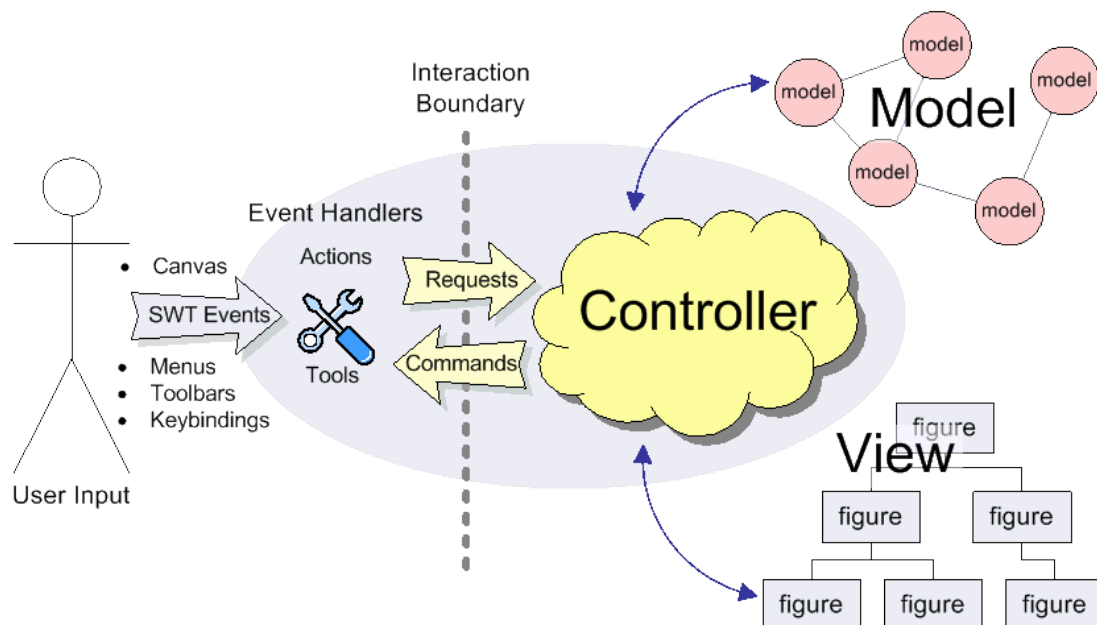 Interaction
Boundary
model
model
model
Model
model
model
Event Handlers
Canvas
Actions
Requests
SWT Events
Controller
Menus
Tools
Commands
Toolbars
Keybindings
User Input
figure
View
figure
figure
figure
figure
figure